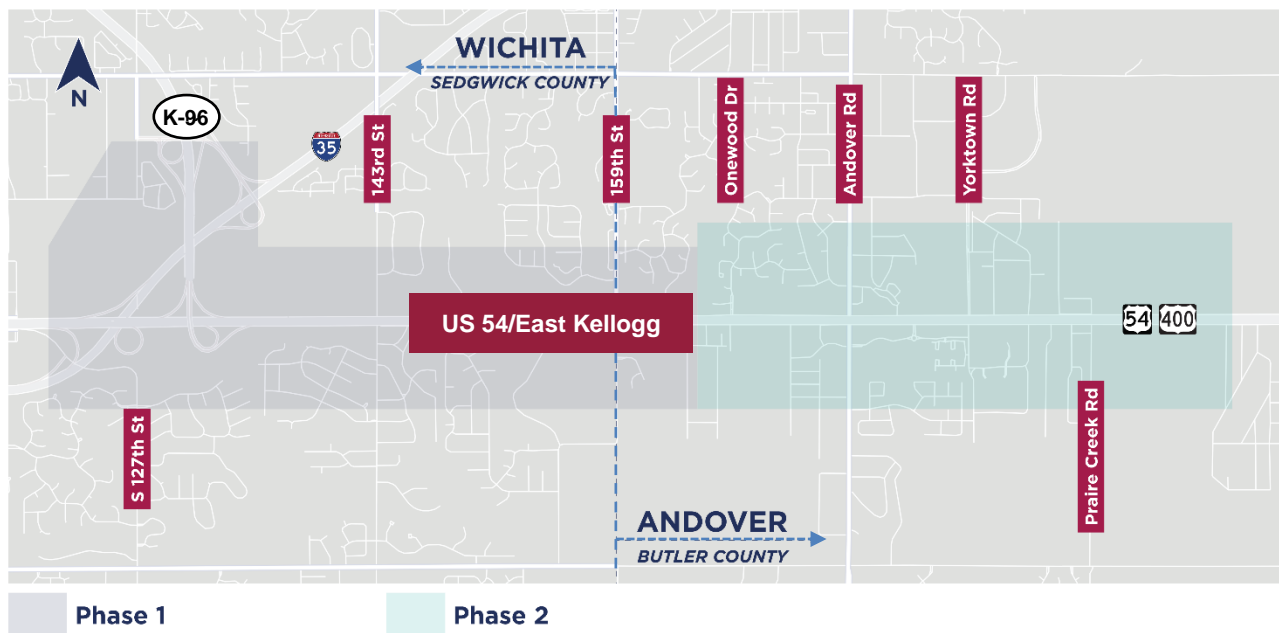 WICHITA
SEDGWICK COUNTY
N
K-96
INTERSTATE
35
143rd St
159th St
Onewood Dr
Andover Rd
Yorktown Rd
US 54/East Kellogg
54
400
S 127th St
Praire Creek Rd
ANDOVER
BUTLER COUNTY
Phase 1
Phase 2